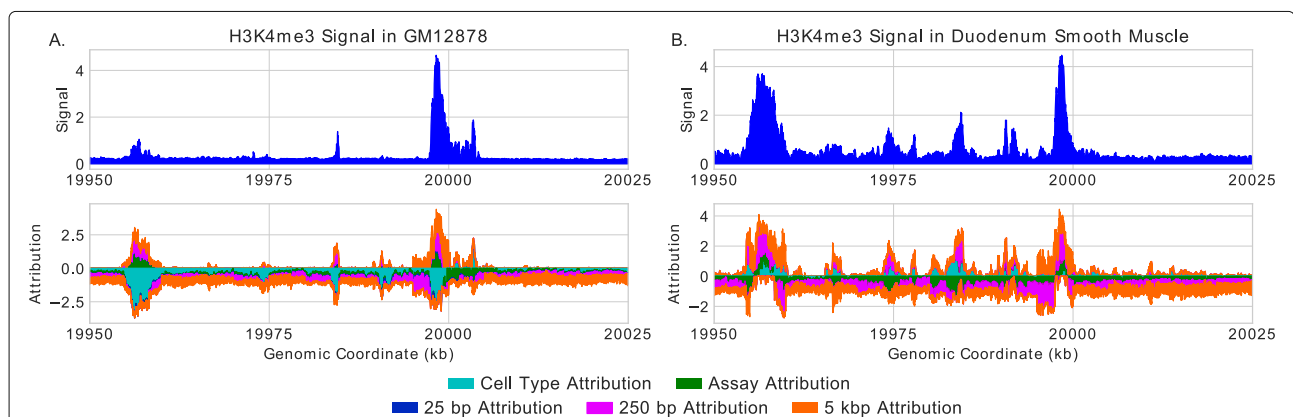 A.
H3K4me3 Signal in GM12878
Signal
4
2
0
19950 19975 20000 20025
Attribution
2.5
0.0
−2.5
19950 19975 20000 20025
Genomic Coordinate (kb)
B.
H3K4me3 Signal in Duodenum Smooth Muscle
Signal
4
2
0
19950 19975 20000 20025
Attribution
4
2
0
−2
19950 19975 20000 20025
Genomic Coordinate (kb)
Cell Type Attribution Assay Attribution
25 bp Attribution 250 bp Attribution 5 kbp Attribution